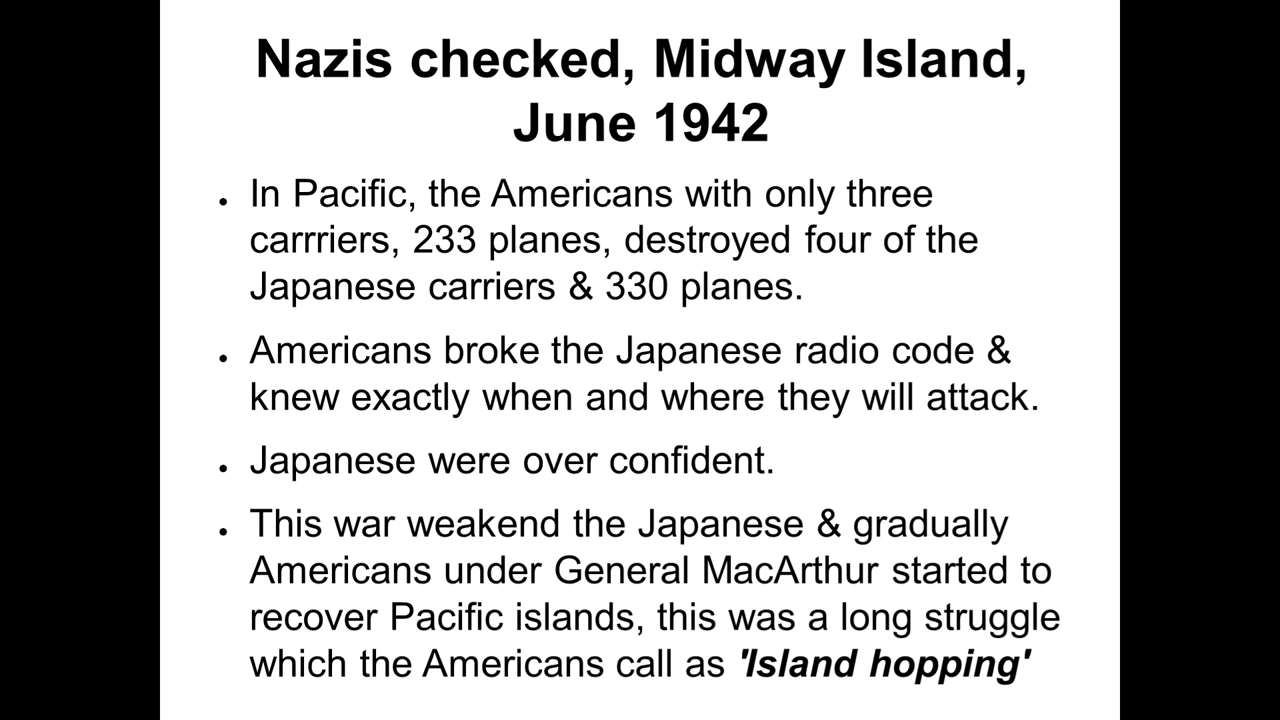 Nazis checked, Midway Island,
June 1942
● In Pacific, the Americans with only three
carrriers, 233 planes, destroyed four of the
Japanese carriers & 330 planes.
● Americans broke the Japanese radio code &
knew exactly when and where they will attack.
● Japanese were over confident.
● This war weakend the Japanese & gradually
Americans under General MacArthur started to
recover Pacific islands, this was a long struggle
which the Americans call as 'Island hopping'